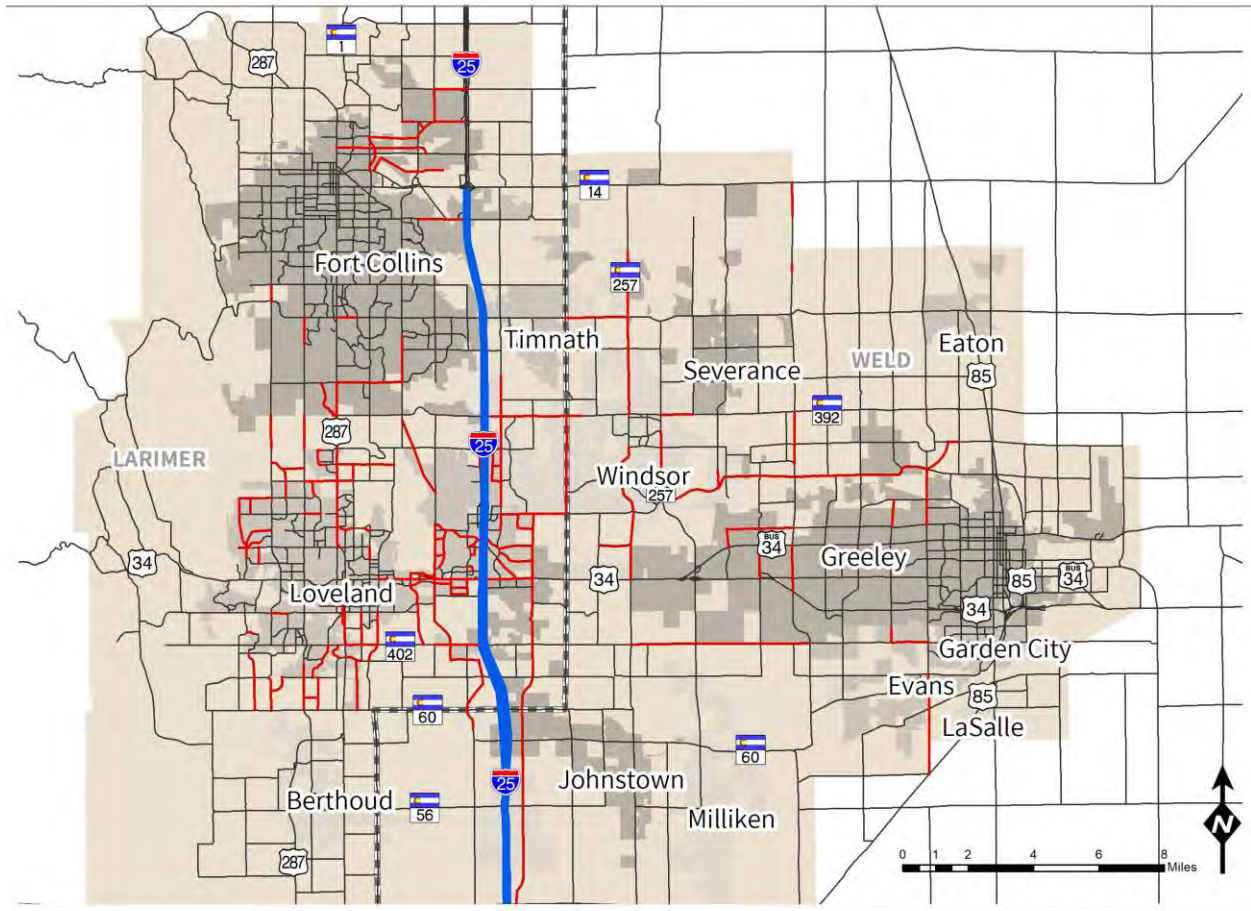 1
287
25
14
Fort Collins
257
Timnath
Eaton
WELD
Severance
85
392
287
25
LARIMER
Windsor
257
BUS
34
Greeley
34
34
85
BUS
34
Loveland
34
402
Garden City
Evans
85
60
LaSalle
60
Johnstown
25
Berthoud
56
Milliken
N
287
0 1 2 4 6 8
Miles